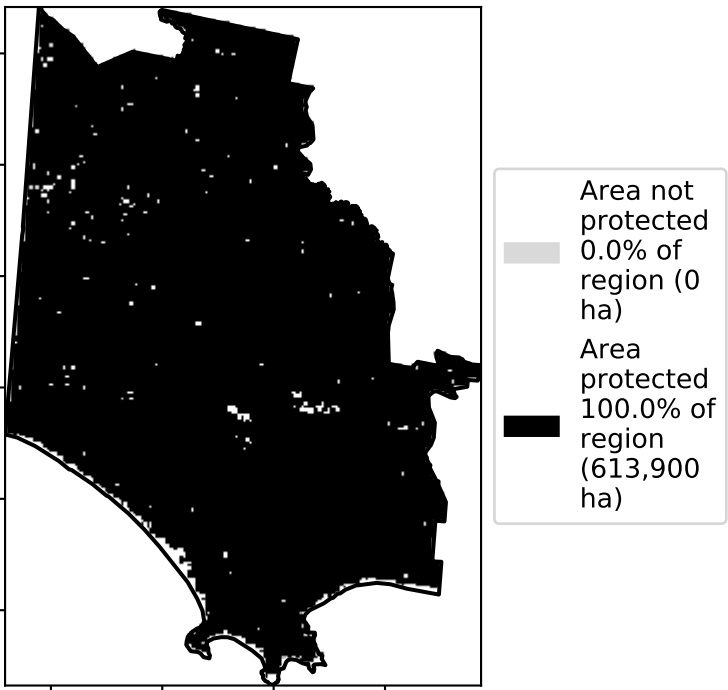 Area not
protected
0.0% of
region (0
ha)
Area
protected
100.0% of
region
(613,900
ha)